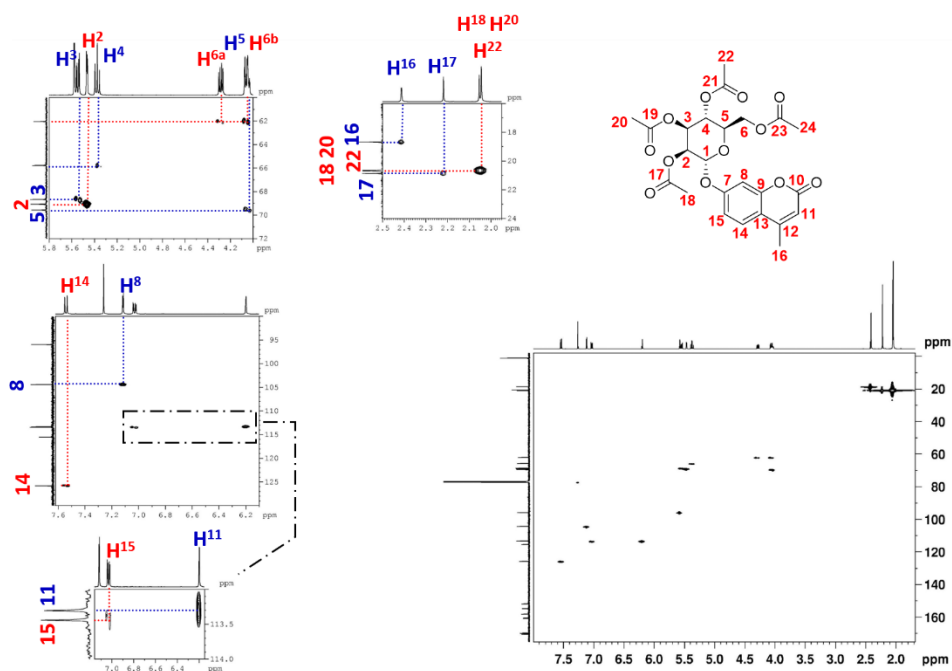 H2
H3
H4
H5
H6a
H6b
ppm
62
64
66
68
70
72
5.8
5.6
5.4
5.2
5.0
4.8
4.6
4.4
4.2
ppm
2
3
5
H18 H20
H16
H17
H22
ppm
16
18
20
22
24
2.5
2.4
2.3
2.2
2.1
2.0
ppm
18 20
22
16
17
22
21
O
O
20
19
O
3
4
5
6
O
23
24
O
O
O
2
1
O
17
O
18
O
O
7
8
9
O
10
O
11
12
13
14
15
16
H14
H8
ppm
95
100
105
110
115
120
125
7.6
7.4
7.2
7.0
6.8
6.6
6.4
6.2
ppm
8
14
H15
H11
ppm
113.5
114.0
7.0
6.8
6.6
6.4
6.2
ppm
11
15
ppm
20
40
60
80
100
120
140
160
7.5
7.0
6.5
6.0
5.5
5.0
4.5
4.0
3.5
3.0
2.5
2.0
ppm